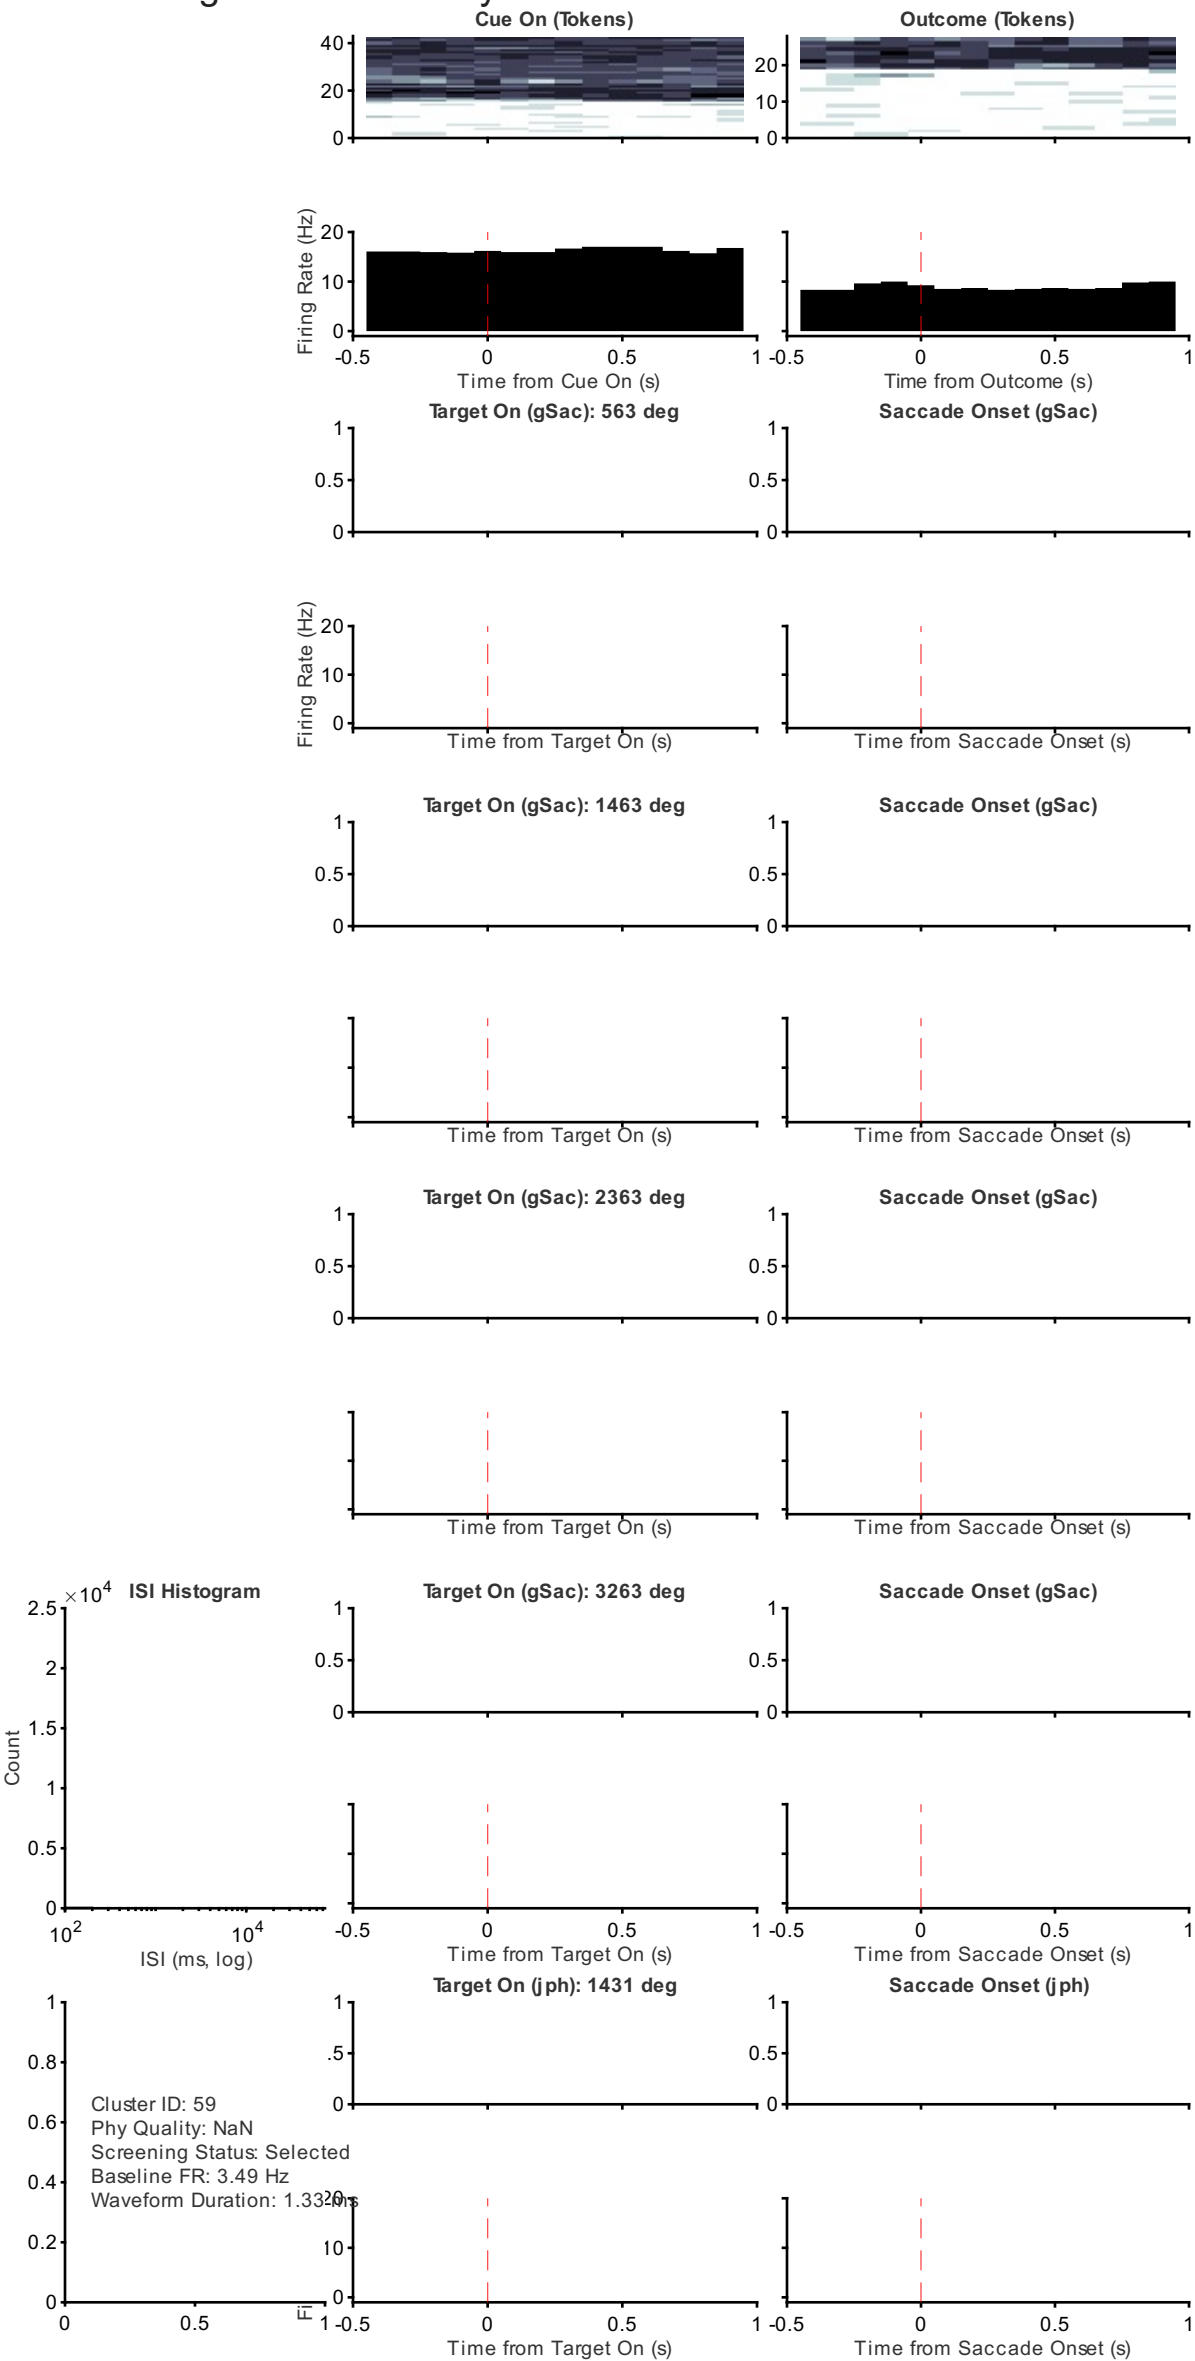 Cue On (Tokens)
Outcome (Tokens)
40
20
0
20
10
0
Firing Rate (Hz)
20
10
0
-0.5
0
0.5
1
Time from Cue On (s)
-0.5
0
0.5
1
Time from Outcome (s)
Target On (gSac): 563 deg
Saccade Onset (gSac)
1
0.5
0
1
0.5
0
Firing Rate (Hz)
20
10
0
Time from Target On (s)
Time from Saccade Onset (s)
Target On (gSac): 1463 deg
Saccade Onset (gSac)
1
0.5
0
1
0.5
0
Time from Target On (s)
Time from Saccade Onset (s)
Target On (gSac): 2363 deg
Saccade Onset (gSac)
1
0.5
0
1
0.5
0
Time from Target On (s)
Time from Saccade Onset (s)
×10^4
ISI Histogram
2.5
2
1.5
1
0.5
0
Count
10^2
10^4
ISI (ms, log)
Target On (gSac): 3263 deg
Saccade Onset (gSac)
1
0.5
0
1
0.5
0
-0.5
0
0.5
1
Time from Target On (s)
-0.5
0
0.5
1
Time from Saccade Onset (s)
1
0.8
0.6
0.4
0.2
0
0
0.5
1
Cluster ID: 59
Phy Quality: NaN
Screening Status: Selected
Baseline FR: 3.49 Hz
Waveform Duration: 1.33 ms
Target On (jph): 1431 deg
Saccade Onset (jph)
1
.5
0
1
0.5
0
20
10
0
Fi
-0.5
0
0.5
1
Time from Target On (s)
-0.5
0
0.5
1
Time from Saccade Onset (s)